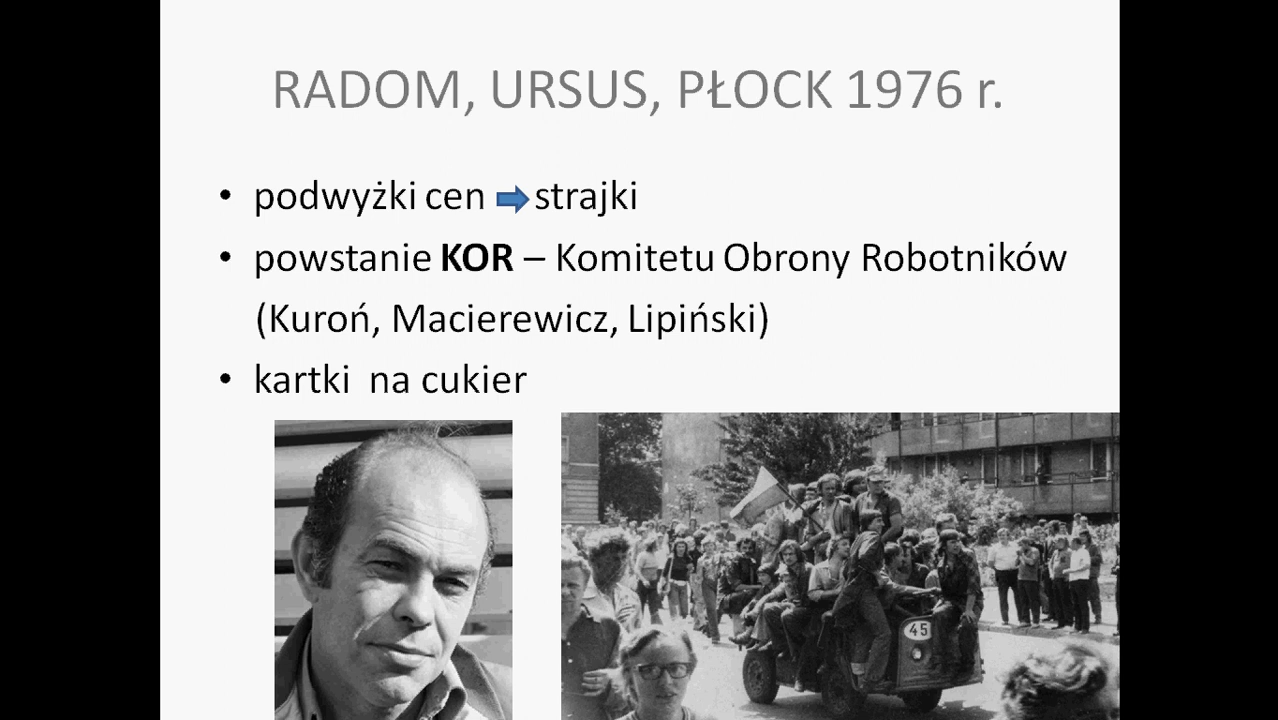 RADOM, URSUS, PŁOCK 1976 r.
• podwyżki cen ➡ strajki
• powstanie KOR – Komitetu Obrony Robotników
(Kuroń, Macierewicz, Lipiński)
• kartki na cukier
45